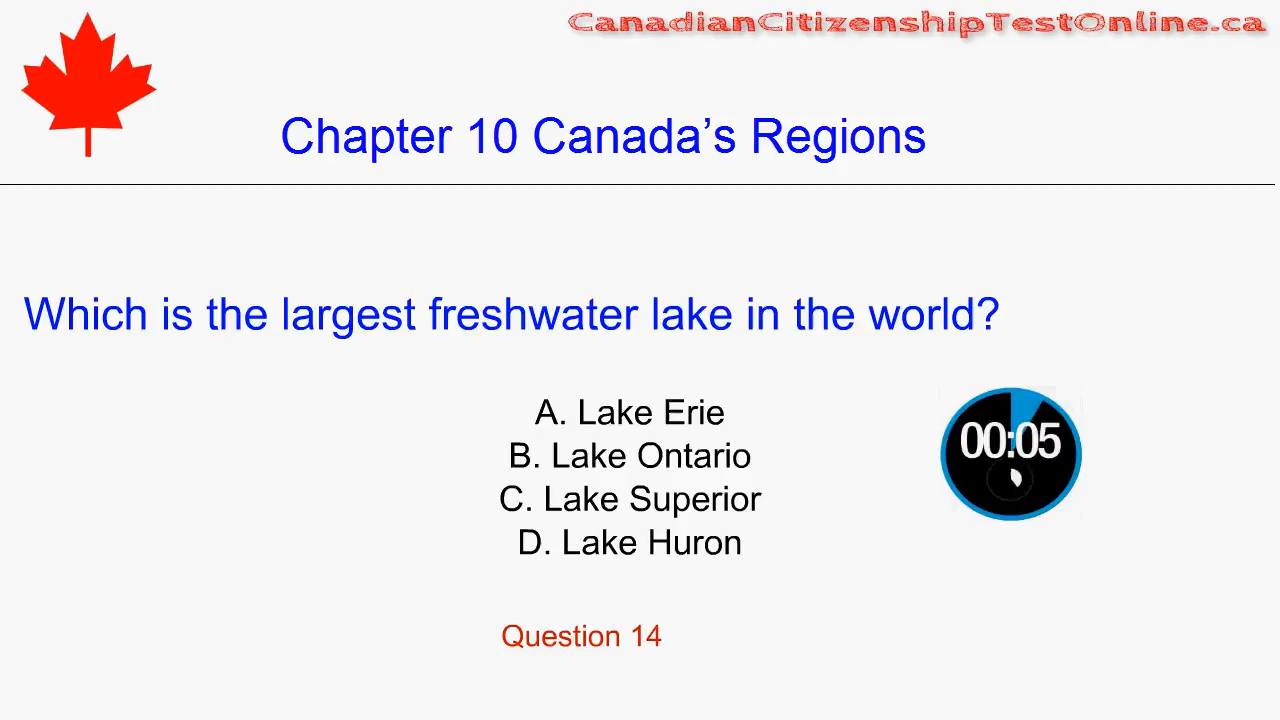 CanadianCitizenshipTestOnline.ca
Chapter 10 Canada’s Regions
Which is the largest freshwater lake in the world?
A. Lake Erie
B. Lake Ontario
C. Lake Superior
D. Lake Huron
00:05
Question 14